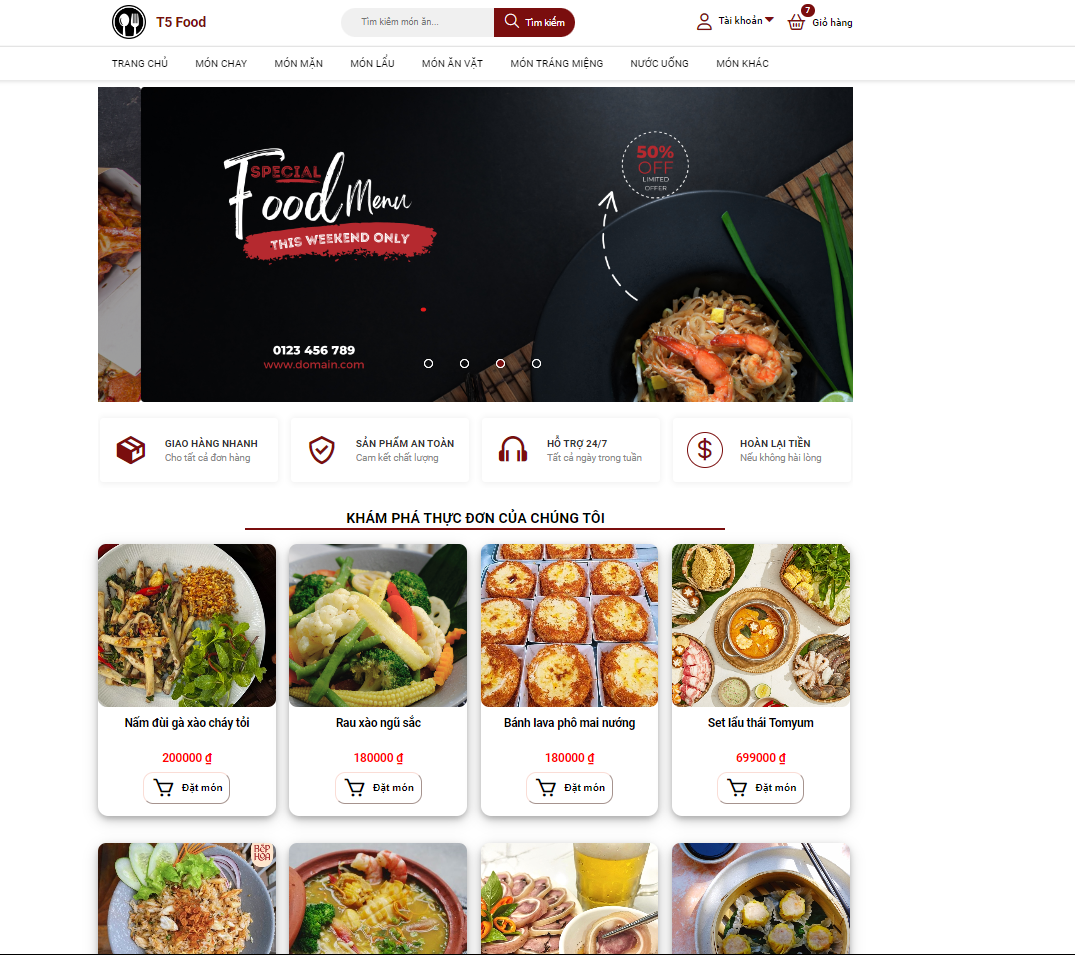 T5 Food
Tìm kiếm món ăn...
Tìm kiếm
Tài khoản
7
Giỏ hàng
TRANG CHỦ
MÓN CHAY
MÓN MẶN
MÓN LẨU
MÓN ĂN VẶT
MÓN TRÁNG MIỆNG
NƯỚC UỐNG
MÓN KHÁC
SPECIAL
Food Menu
THIS WEEKEND ONLY
50%
OFF
LIMITED
OFFER
0123 456 789
www.domain.com
GIAO HÀNG NHANH
Cho tất cả đơn hàng
SẢN PHẨM AN TOÀN
Cam kết chất lượng
HỖ TRỢ 24/7
Tất cả ngày trong tuần
HOÀN LẠI TIỀN
Nếu không hài lòng
KHÁM PHÁ THỰC ĐƠN CỦA CHÚNG TÔI
Nấm đùi gà xào cháy tỏi
200000 ₫
Đặt món
Rau xào ngũ sắc
180000 ₫
Đặt món
Bánh lava phô mai nướng
180000 ₫
Đặt món
Set lẩu thái Tomyum
699000 ₫
Đặt món
BẾP
HOA